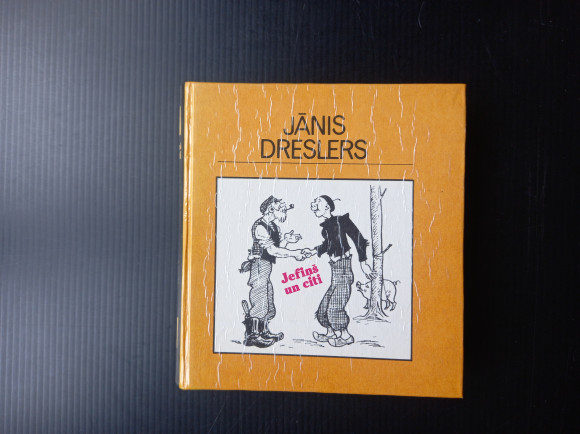 JĀNIS
DRESLERS
Jefiņš
un citi